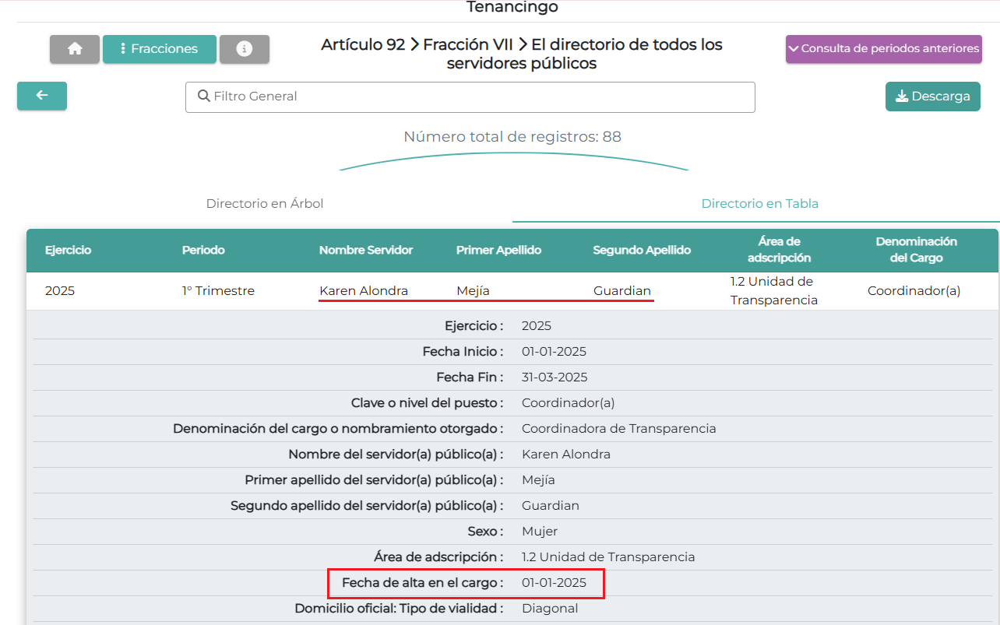 Tenancingo
Fracciones
Artículo 92 > Fracción VII > El directorio de todos los
servidores públicos
Consulta de periodos anteriores
Filtro General
Descarga
Número total de registros: 88
Directorio en Árbol
Directorio en Tabla
Ejercicio Periodo Nombre Servidor Primer Apellido Segundo Apellido Área de adscripción Denominación del Cargo
2025 1° Trimestre Karen Alondra Mejía Guardian 1.2 Unidad de Transparencia Coordinador(a)
Ejercicio : 2025
Fecha Inicio : 01-01-2025
Fecha Fin : 31-03-2025
Clave o nivel del puesto : Coordinador(a)
Denominación del cargo o nombramiento otorgado : Coordinadora de Transparencia
Nombre del servidor(a) público(a) : Karen Alondra
Primer apellido del servidor(a) público(a) : Mejía
Segundo apellido del servidor(a) público(a) : Guardian
Sexo : Mujer
Área de adscripción : 1.2 Unidad de Transparencia
Fecha de alta en el cargo : 01-01-2025
Domicilio oficial: Tipo de vialidad : Diagonal